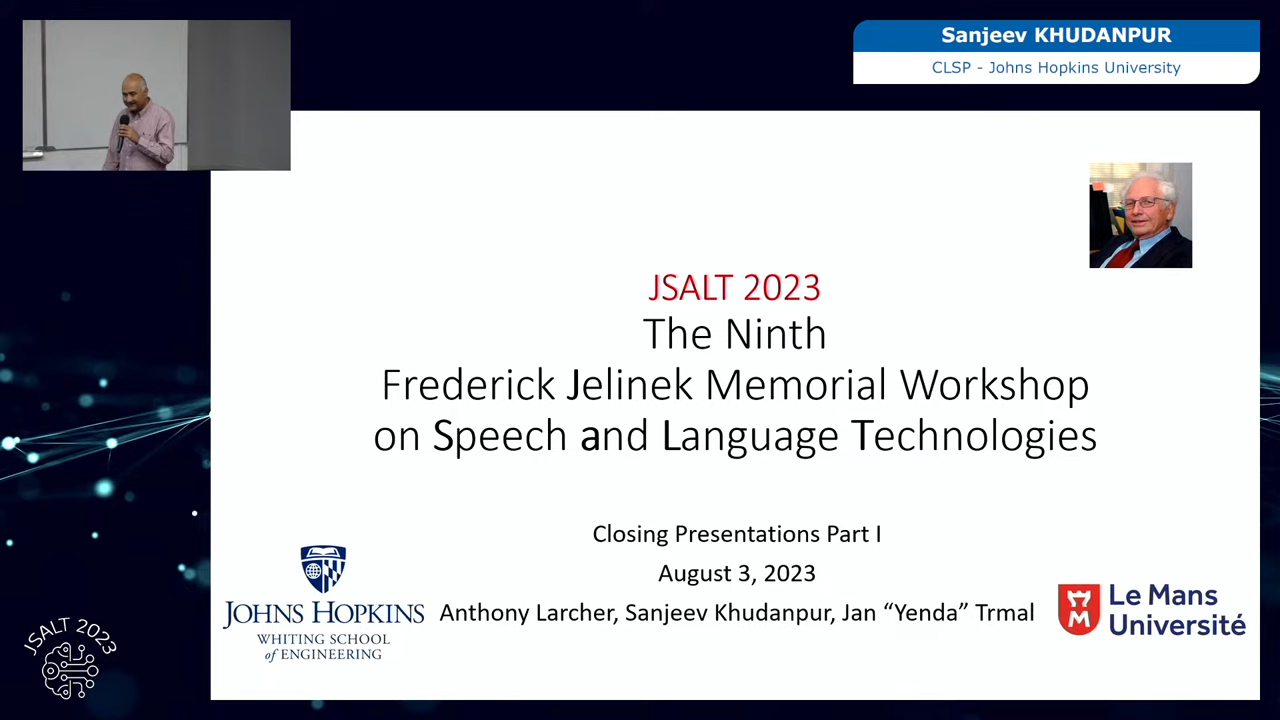 Sanjeev KHUDANPUR
CLSP - Johns Hopkins University
JSALT 2023
The Ninth
Frederick Jelinek Memorial Workshop
on Speech and Language Technologies
Closing Presentations Part I
August 3, 2023
Anthony Larcher, Sanjeev Khudanpur, Jan “Yenda” Trmal
JOHNS HOPKINS
WHITING SCHOOL
of ENGINEERING
Le Mans
Université
JSALT 2023